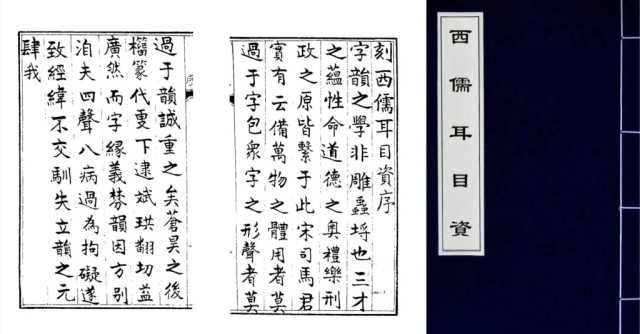 西儒耳目資
刻西儒耳目資序
字韻之學非雕蟲埒也三才
之蘊性命道德之奧禮樂刑
政之原皆繫于此宋司馬君
實有云備萬物之體用者莫
過于字包衆字之形聲者莫
過于韻誠重之矣蒼昊之後
篆代更下逮斌珙翻切益
廣然而字緣義棼韻因方別
洎夫四聲八病過為拘礙遂
致經緯不交馴失立韻之元
肆我